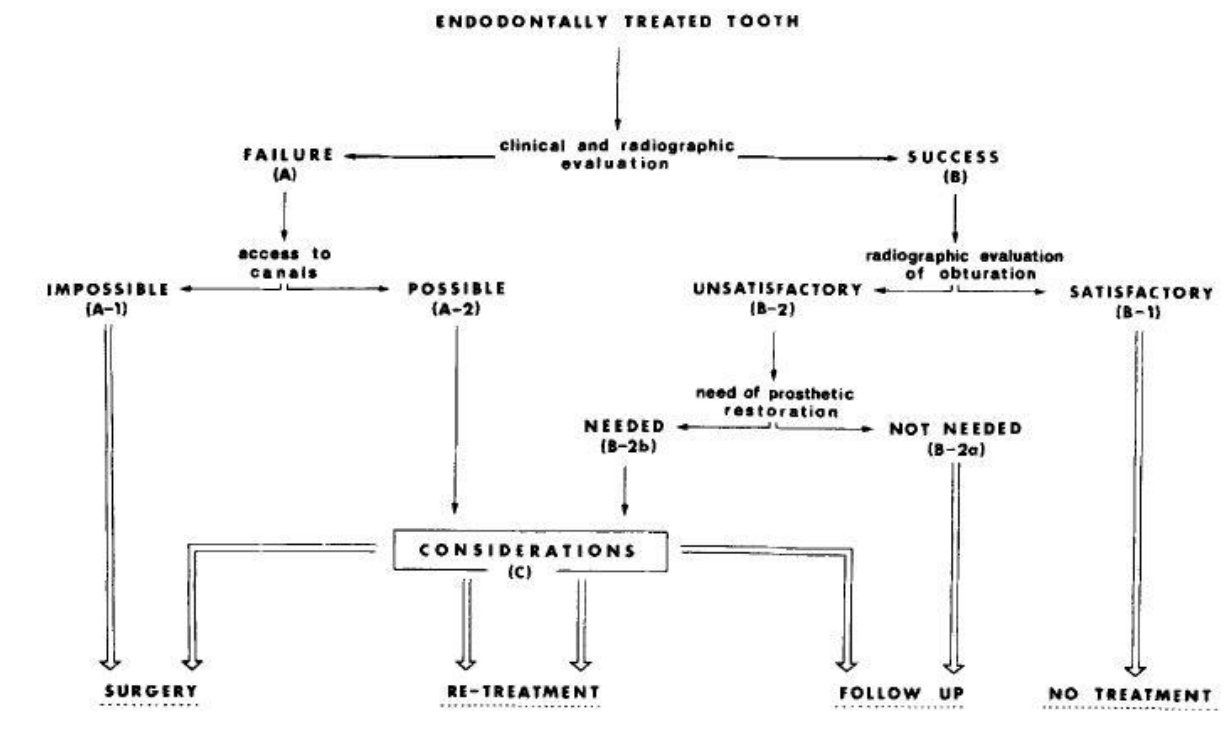 ENDODONTALLY TREATED TOOTH
clinical and radiographic
evaluation
FAILURE
(A)
SUCCESS
(B)
access to
canals
radiographic evaluation
of obturation
IMPOSSIBLE
(A-1)
POSSIBLE
(A-2)
UNSATISFACTORY
(B-2)
SATISFACTORY
(B-1)
need of prosthetic
restoration
NEEDED
(B-2b)
NOT NEEDED
(B-2a)
CONSIDERATIONS
(C)
SURGERY
RE-TREATMENT
FOLLOW UP
NO TREATMENT